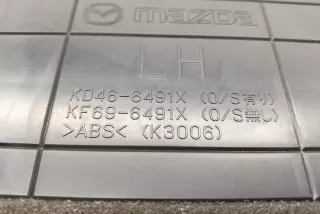 mazda
LH
KD46-6491X (O/S有り)
KF69-6491X (O/S無し)
>ABS< (K3006)